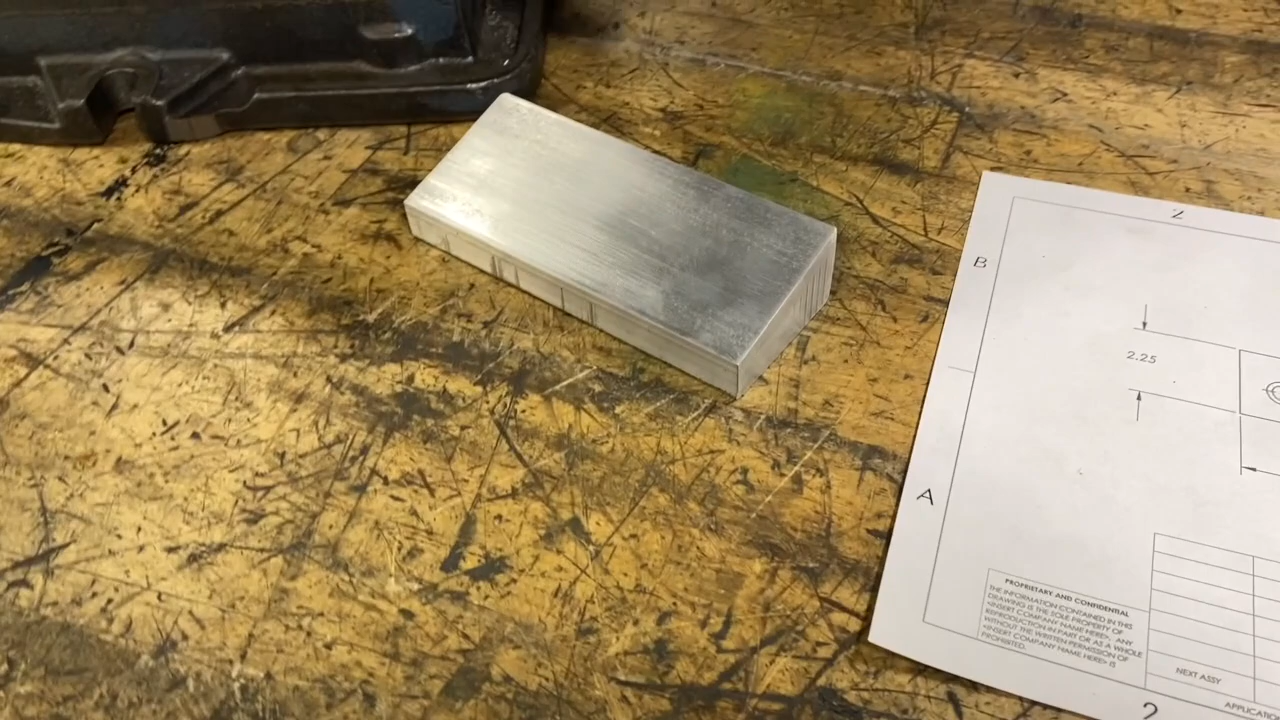 2
B
2.25
A
PROPRIETARY AND CONFIDENTIAL
THE INFORMATION CONTAINED IN THIS
DRAWING IS THE SOLE PROPERTY OF
<INSERT COMPANY NAME HERE>. ANY
REPRODUCTION IN PART OR AS A WHOLE
WITHOUT THE WRITTEN PERMISSION OF
<INSERT COMPANY NAME HERE> IS
PROHIBITED.
NEXT ASSY
2